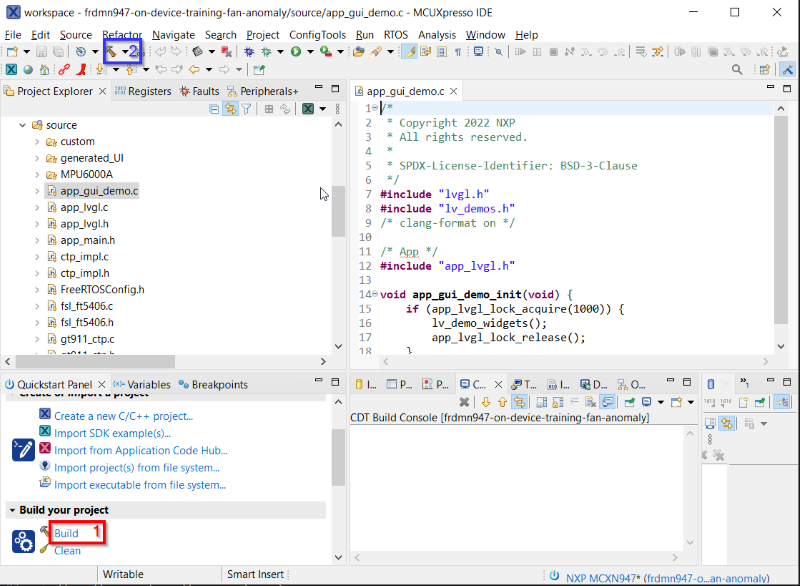 workspace - frdmn947-on-device-training-fan-anomaly/source/app_gui_demo.c - MCUXpresso IDE
File Edit Source Refactor Navigate Search Project ConfigTools Run RTOS Analysis Window Help
2
Project Explorer Registers Faults Peripherals+
source
custom
generated_UI
MPU6000A
app_gui_demo.c
app_lvgl.c
app_lvgl.h
app_main.h
ctp_impl.c
ctp_impl.h
FreeRTOSConfig.h
fsl_ft5406.c
fsl_ft5406.h
gt911_ctp.c
gt911_ctp.h
app_gui_demo.c
1 /*
2 * Copyright 2022 NXP
3 * All rights reserved.
4 *
5 * SPDX-License-Identifier: BSD-3-Clause
6 */
7 #include "lvgl.h"
8 #include "lv_demos.h"
9 /* clang-format on */
10
11 /* App */
12 #include "app_lvgl.h"
13
14 void app_gui_demo_init(void) {
15 if (app_lvgl_lock_acquire(1000)) {
16 lv_demo_widgets();
17 app_lvgl_lock_release();
18 }
Quickstart Panel Variables Breakpoints
Create or import a project
Create a new C/C++ project...
Import SDK example(s)...
Import from Application Code Hub...
Import project(s) from file system...
Import executable from file system...
Build your project
Build 1
Clean
I... P... P... C... T... I... D... O...
CDT Build Console [frdmn947-on-device-training-fan-anomaly]
Writable Smart Insert NXP MCXN947* (frdmn947-o...an-anomaly)